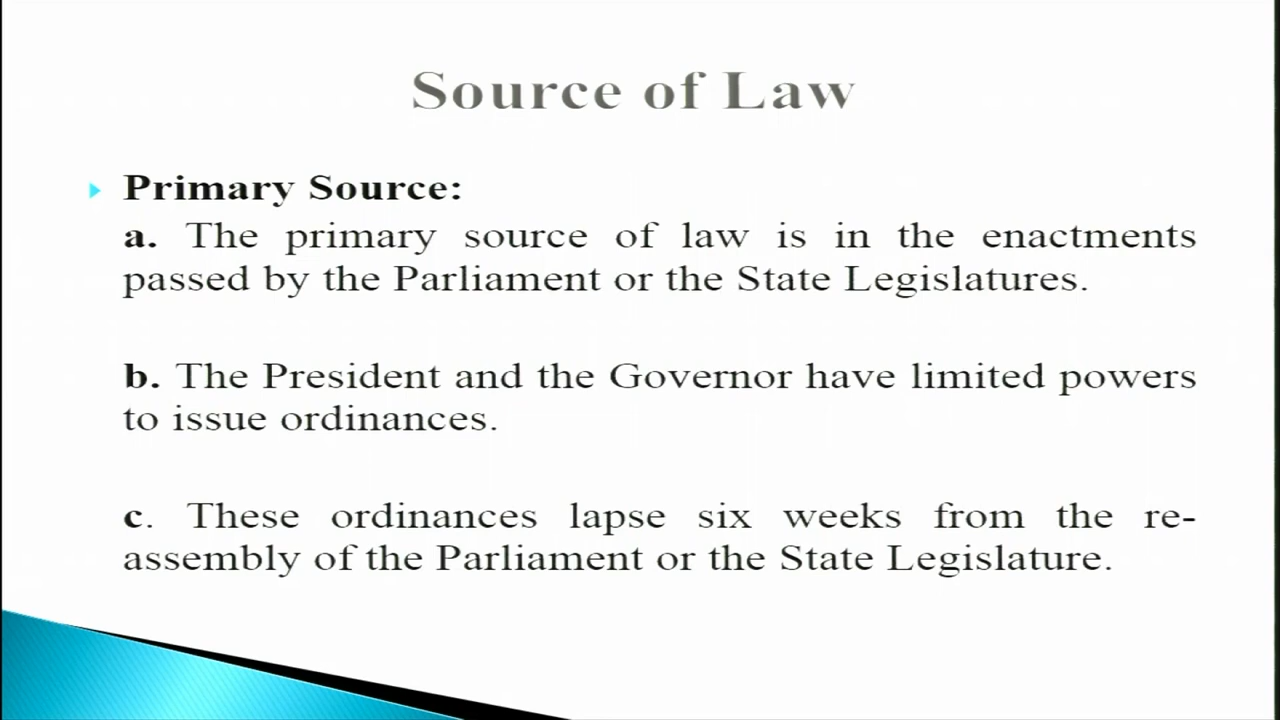 Source of Law
Primary Source:
a. The primary source of law is in the enactments
passed by the Parliament or the State Legislatures.
b. The President and the Governor have limited powers
to issue ordinances.
c. These ordinances lapse six weeks from the re-
assembly of the Parliament or the State Legislature.